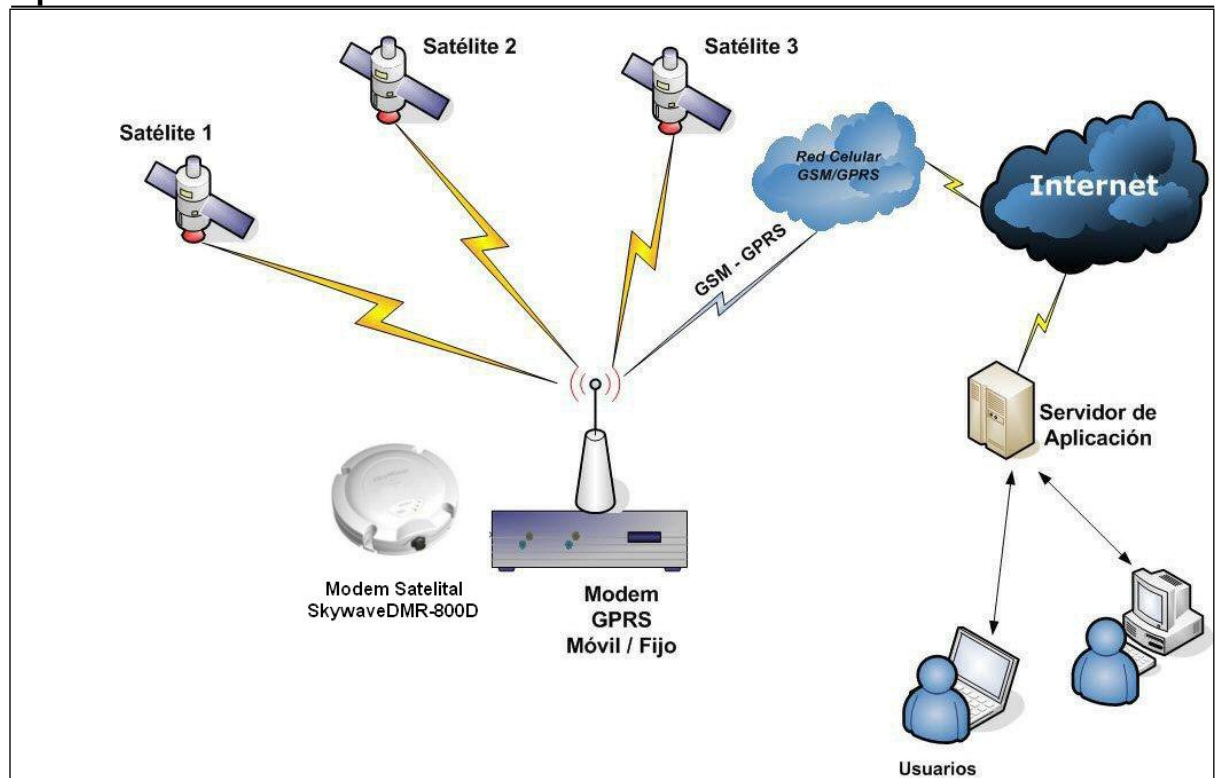 Satélite 1
Satélite 2
Satélite 3
Red Celular
GSM/GPRS
Internet
GSM - GPRS
Servidor de
Aplicación
Modem Satelital
SkywaveDMR-800D
Modem
GPRS
Móvil / Fijo
Usuarios